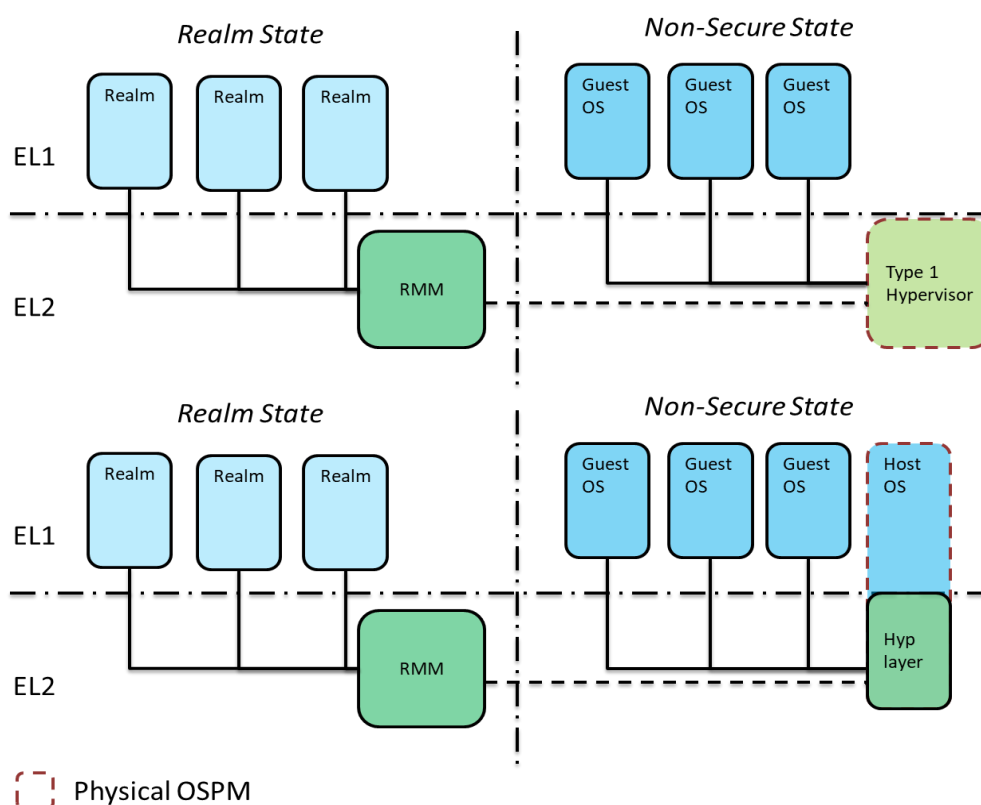 Realm State
Non-Secure State
Realm
Realm
Realm
Guest
OS
Guest
OS
Guest
OS
EL1
EL2
RMM
Type 1
Hypervisor
Realm State
Non-Secure State
Realm
Realm
Realm
Guest
OS
Guest
OS
Guest
OS
Host
OS
EL1
EL2
RMM
Hyp
layer
Physical OSPM